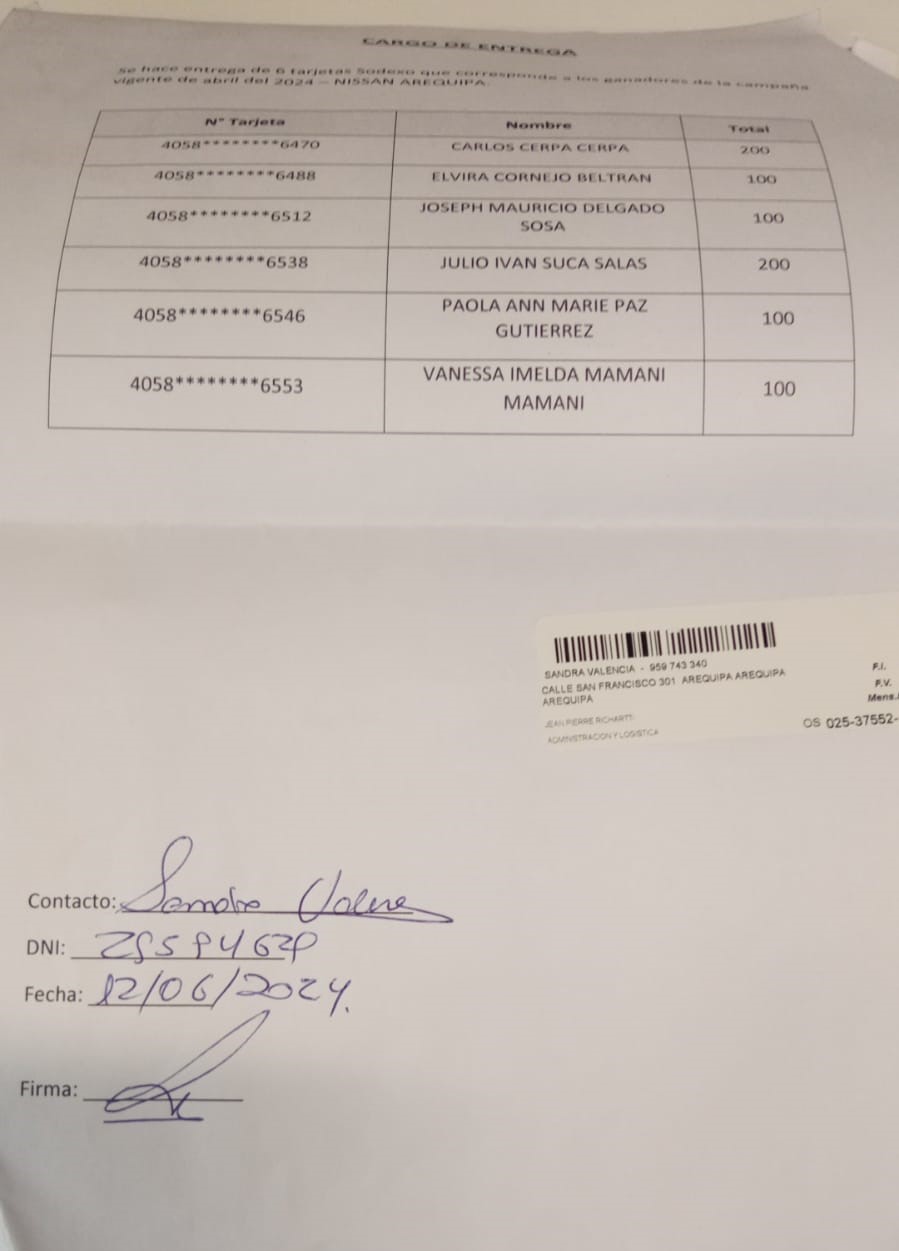 CARGO DE ENTREGA
Se hace entrega de 6 tarjetas Sodexo que corresponde a los ganadores de la campaña
vigente de abril del 2024 – NISSAN AREQUIPA.
N° Tarjeta Nombre Total
4058********6470 CARLOS CERPA CERPA 200
4058********6488 ELVIRA CORNEJO BELTRAN 100
4058********6512 JOSEPH MAURICIO DELGADO SOSA 100
4058********6538 JULIO IVAN SUCA SALAS 200
4058********6546 PAOLA ANN MARIE PAZ GUTIERREZ 100
4058********6553 VANESSA IMELDA MAMANI MAMANI 100
SANDRA VALENCIA - 959 743 340
CALLE SAN FRANCISCO 301 AREQUIPA AREQUIPA
AREQUIPA
JEAN PIERRE RICHARTT
ADMINISTRACION Y LOGISTICA
F.I.
P.V.
Mens.
OS 025-37552-
Contacto: Sandra
DNI:
Fecha: 12/06/2024.
Firma: